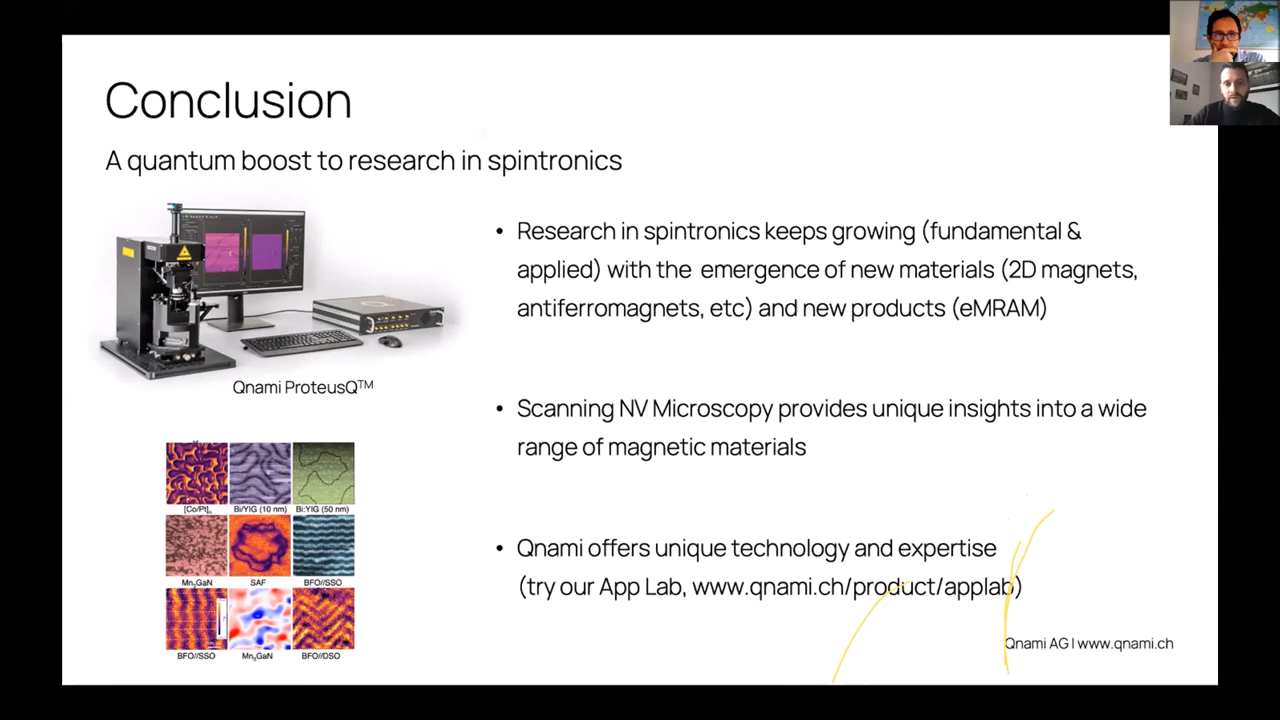 Conclusion
A quantum boost to research in spintronics
Qnami ProteusQ™
• Research in spintronics keeps growing (fundamental &
applied) with the emergence of new materials (2D magnets,
antiferromagnets, etc) and new products (eMRAM)
• Scanning NV Microscopy provides unique insights into a wide
range of magnetic materials
• Qnami offers unique technology and expertise
(try our App Lab, www.qnami.ch/product/applab)
[Co/Pt]ₙ Bi/YIG (10 nm) Bi:YIG (50 nm)
Mn₃GaN SAF BFO//SSO
BFO//SSO Mn₃GaN BFO//DSO
Qnami AG I www.qnami.ch